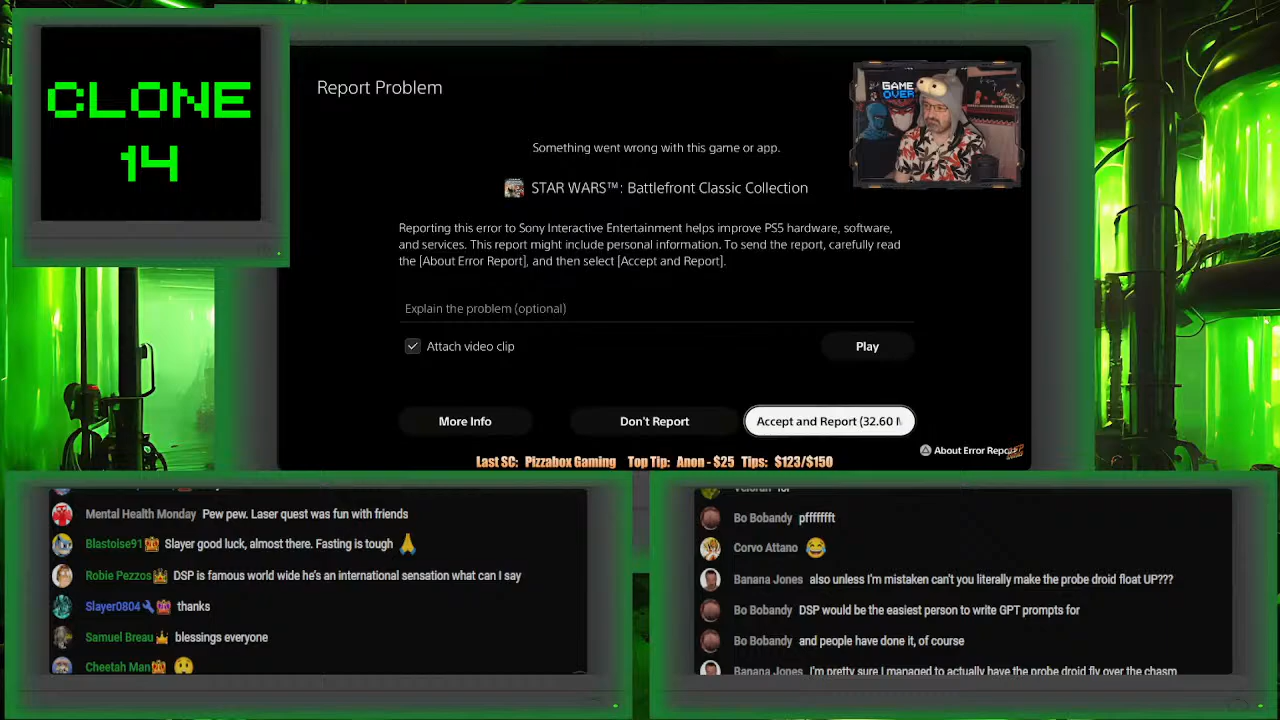 CLONE
14
Report Problem
GAME
OVER
Something went wrong with this game or app.
STAR WARS™: Battlefront Classic Collection
Reporting this error to Sony Interactive Entertainment helps improve PS5 hardware, software,
and services. This report might include personal information. To send the report, carefully read
the [About Error Report], and then select [Accept and Report].
Explain the problem (optional)
Attach video clip
Play
More Info
Don't Report
Accept and Report (32.60
About Error
Last SC: Pizzabox Gaming Top Tip: Anon - $25 Tips: $123/$150
Mental Health Monday Pew pew. Laser quest was fun with friends
Blastoise91 Slayer good luck, almost there. Fasting is tough 🙏
Robie Pezzos DSP is famous world wide he's an international sensation what can I say
Slayer0804 thanks
Samuel Breau blessings everyone
Cheetah Man
Bo Bobandy pffffffft
Corvo Attano 😂
Banana Jones also unless I'm mistaken can't you literally make the probe droid float UP???
Bo Bobandy DSP would be the easiest person to write GPT prompts for
Bo Bobandy and people have done it, of course
Banana Jones I'm pretty sure I managed to actually have the probe droid fly over the chasm